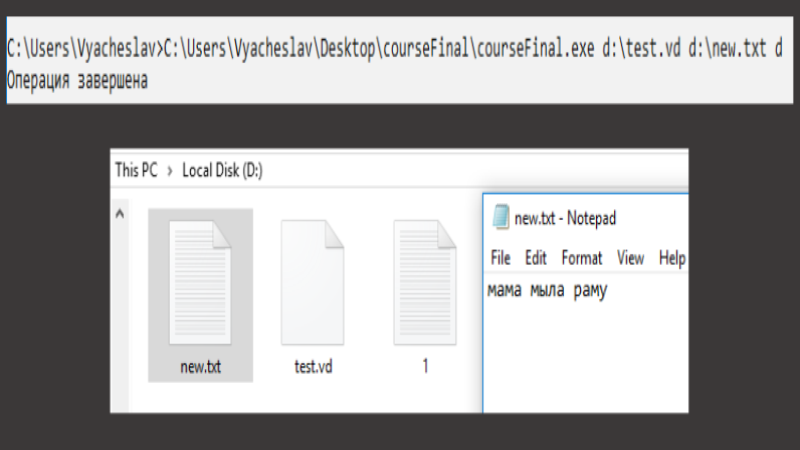 C:\Users\Vyacheslav>C:\Users\Vyacheslav\Desktop\courseFinal\courseFinal.exe d:\test.vd d:\new.txt d
Операция завершена
This PC › Local Disk (D:)
new.txt - Notepad
File Edit Format View Help
мама мыла раму
new.txt test.vd 1